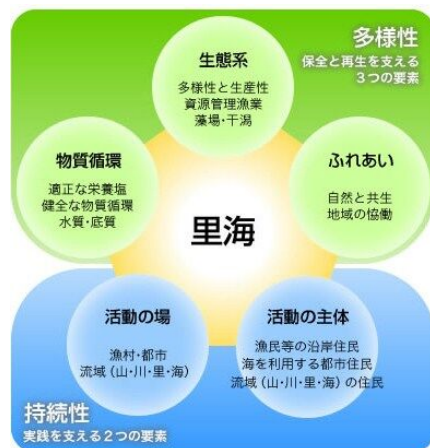 多様性
保全と再生を支える
3つの要素
生態系
多様性と生産性
資源管理漁業
藻場・干潟
物質循環
適正な栄養塩
健全な物質循環
水質・底質
ふれあい
自然と共生
地域の協働
里海
活動の場
漁村・都市
流域(山・川・里・海)
活動の主体
漁民等の沿岸住民
海を利用する都市住民
流域(山・川・里・海)の住民
持続性
実践を支える2つの要素